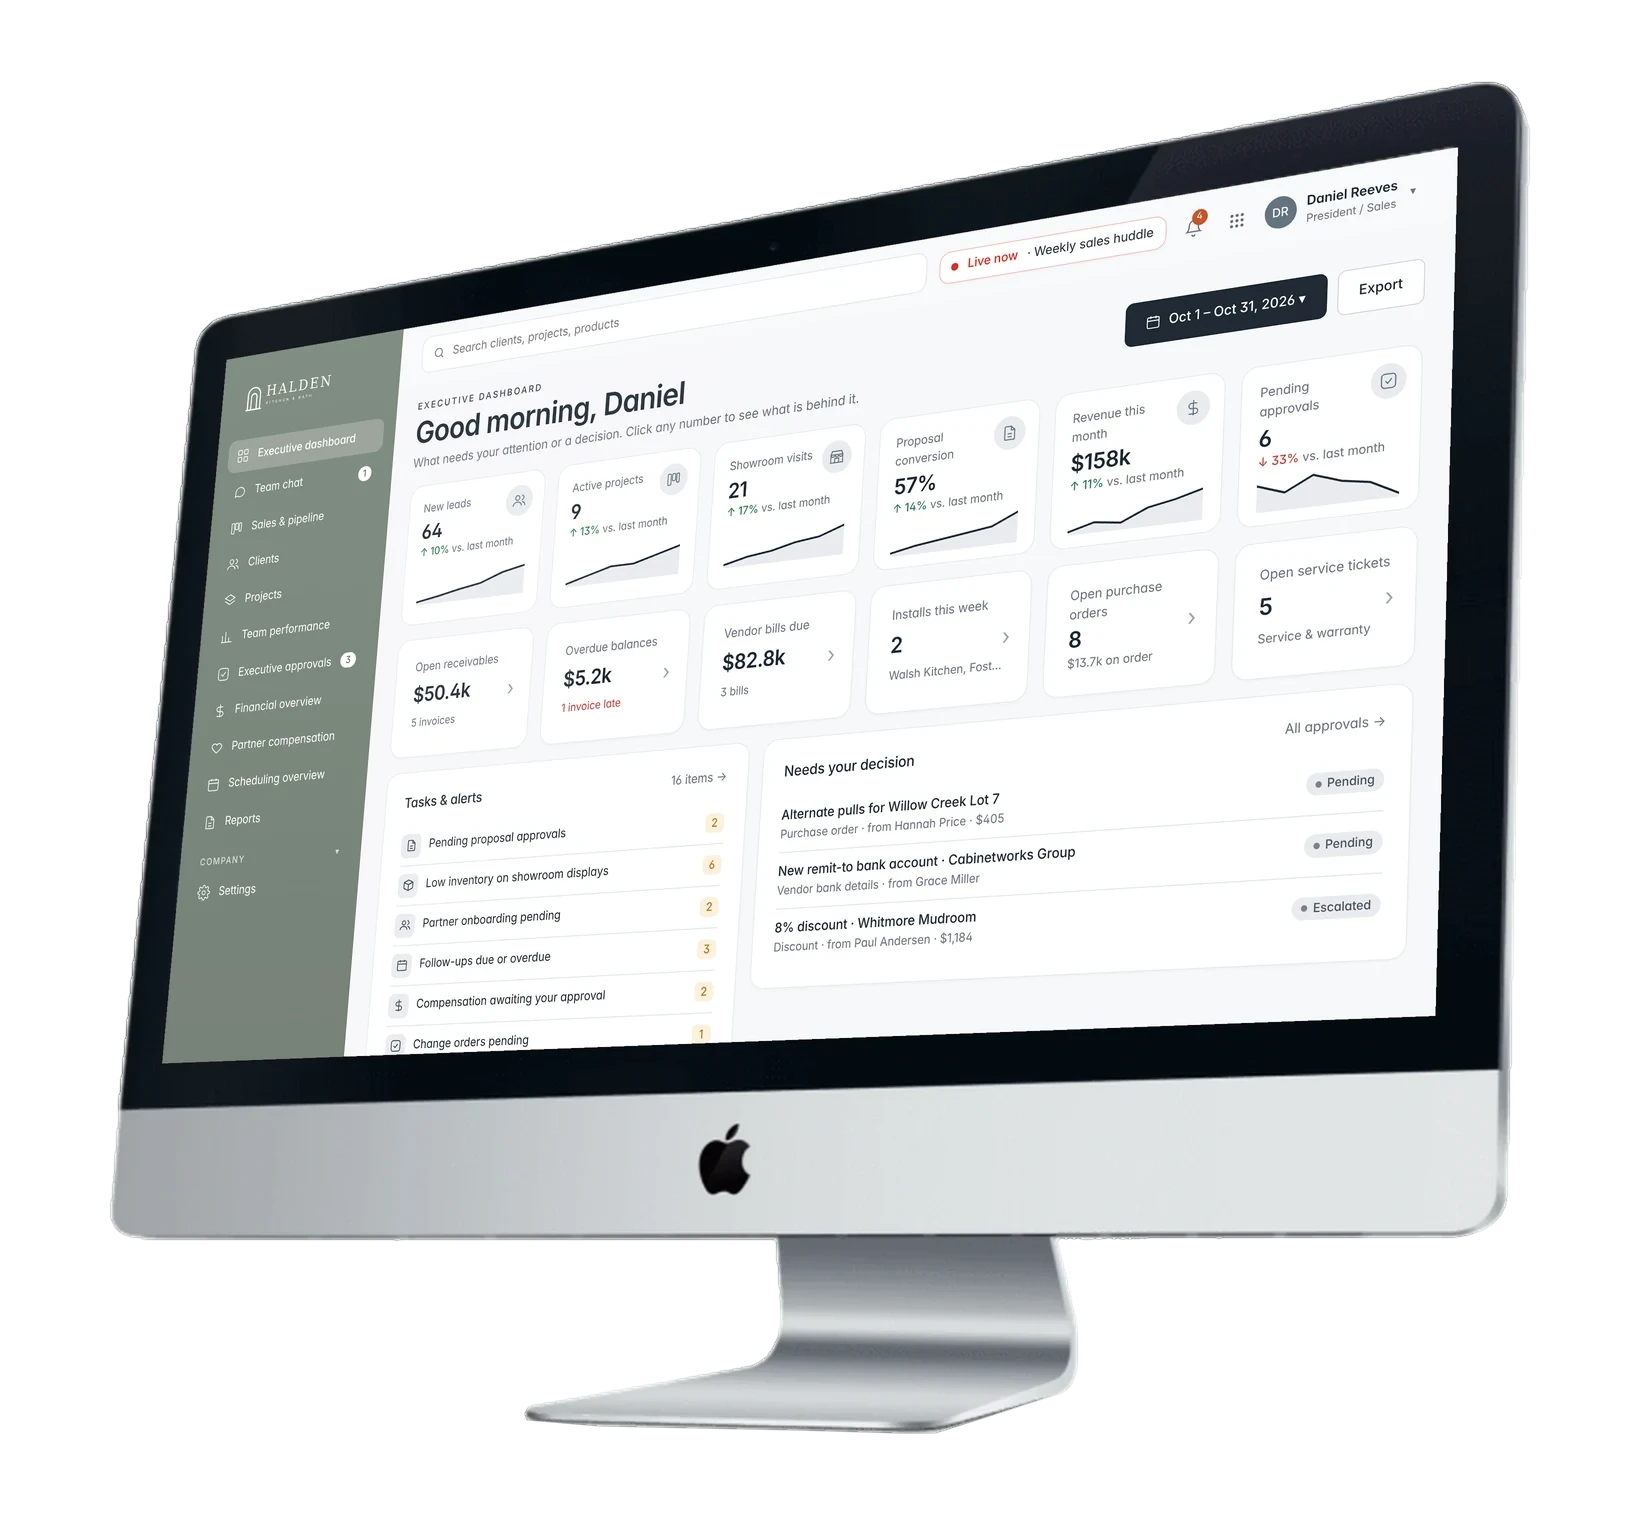 HALDEN
KITCHEN & BATH
Executive dashboard
Team chat
1
Sales & pipeline
Clients
Projects
Team performance
Executive approvals
3
Financial overview
Partner compensation
Scheduling overview
Reports
COMPANY
Settings
Search clients, projects, products
Live now · Weekly sales huddle
4
DR
Daniel Reeves
President / Sales
EXECUTIVE DASHBOARD
Good morning, Daniel
What needs your attention or a decision. Click any number to see what is behind it.
Oct 1 – Oct 31, 2026
Export
New leads
64
↑ 10% vs. last month
Active projects
9
↑ 13% vs. last month
Showroom visits
21
↑ 17% vs. last month
Proposal
conversion
57%
↑ 14% vs. last month
Revenue this
month
$158k
↑ 11% vs. last month
Pending
approvals
6
↓ 33% vs. last month
Open receivables
$50.4k
5 invoices
Overdue balances
$5.2k
1 invoice late
Vendor bills due
$82.8k
3 bills
Installs this week
2
Walsh Kitchen, Fost...
Open purchase
orders
8
$13.7k on order
Open service tickets
5
Service & warranty
Tasks & alerts
16 items →
Pending proposal approvals
2
Low inventory on showroom displays
6
Partner onboarding pending
2
Follow-ups due or overdue
3
Compensation awaiting your approval
2
Change orders pending
1
Needs your decision
All approvals →
Alternate pulls for Willow Creek Lot 7
Purchase order · from Hannah Price · $405
Pending
New remit-to bank account · Cabinetworks Group
Vendor bank details · from Grace Miller
Pending
8% discount · Whitmore Mudroom
Discount · from Paul Andersen · $1,184
Escalated